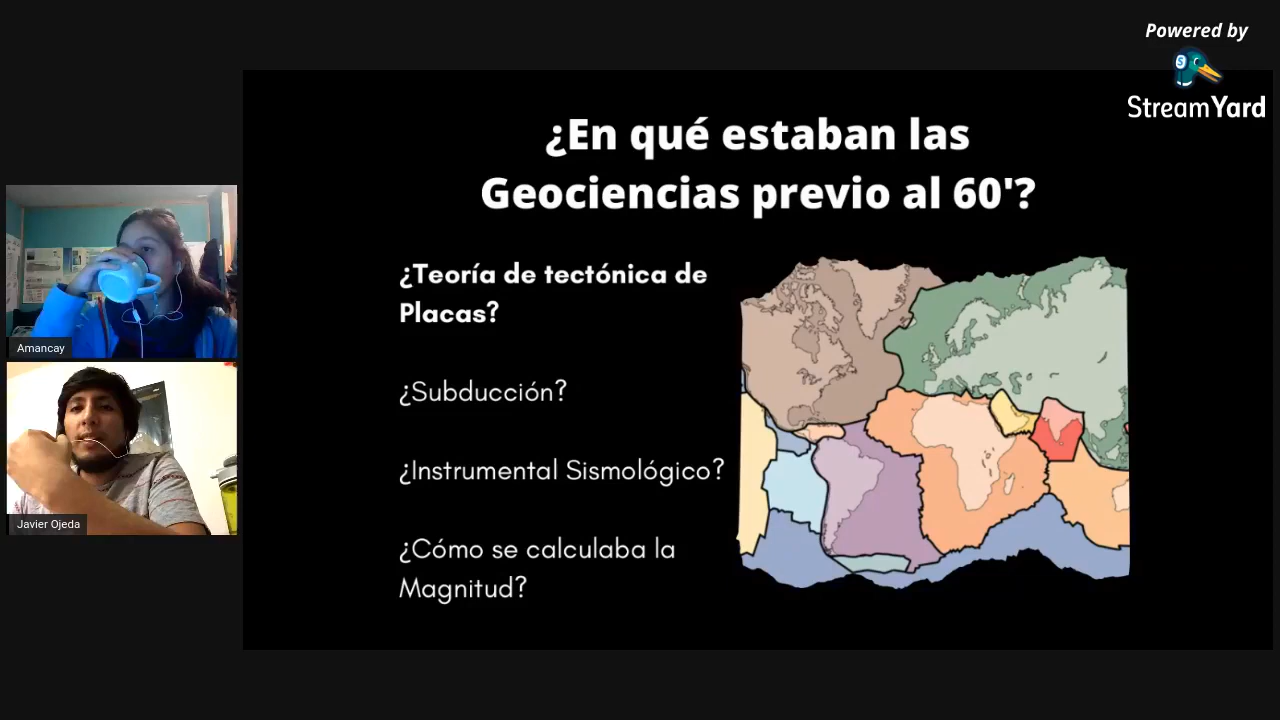 Powered by
StreamYard
¿En qué estaban las
Geociencias previo al 60'?
¿Teoría de tectónica de
Placas?
¿Subducción?
¿Instrumental Sismológico?
¿Cómo se calculaba la
Magnitud?
Amancay
Javier Ojeda